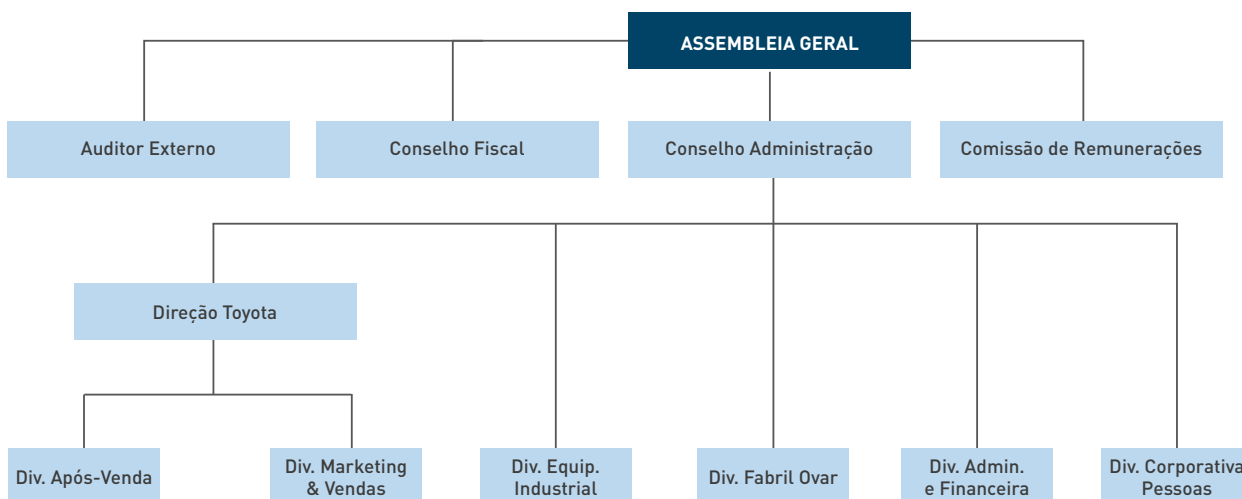 ASSEMBLEIA GERAL
Auditor Externo
Conselho Fiscal
Conselho Administração
Comissão de Remunerações
Direção Toyota
Div. Após-Venda
Div. Marketing
& Vendas
Div. Equip.
Industrial
Div. Fabril Ovar
Div. Admin.
e Financeira
Div. Corporativa
Pessoas